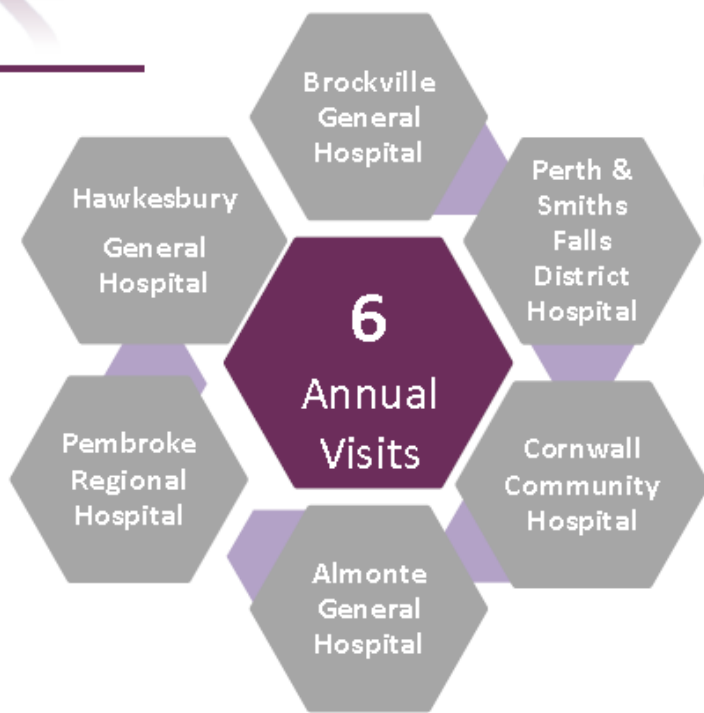 Brockville
General
Hospital
Perth &
Smiths
Falls
District
Hospital
Cornwall
Community
Hospital
Almonte
General
Hospital
Pembroke
Regional
Hospital
Hawkesbury
General
Hospital
6
Annual
Visits